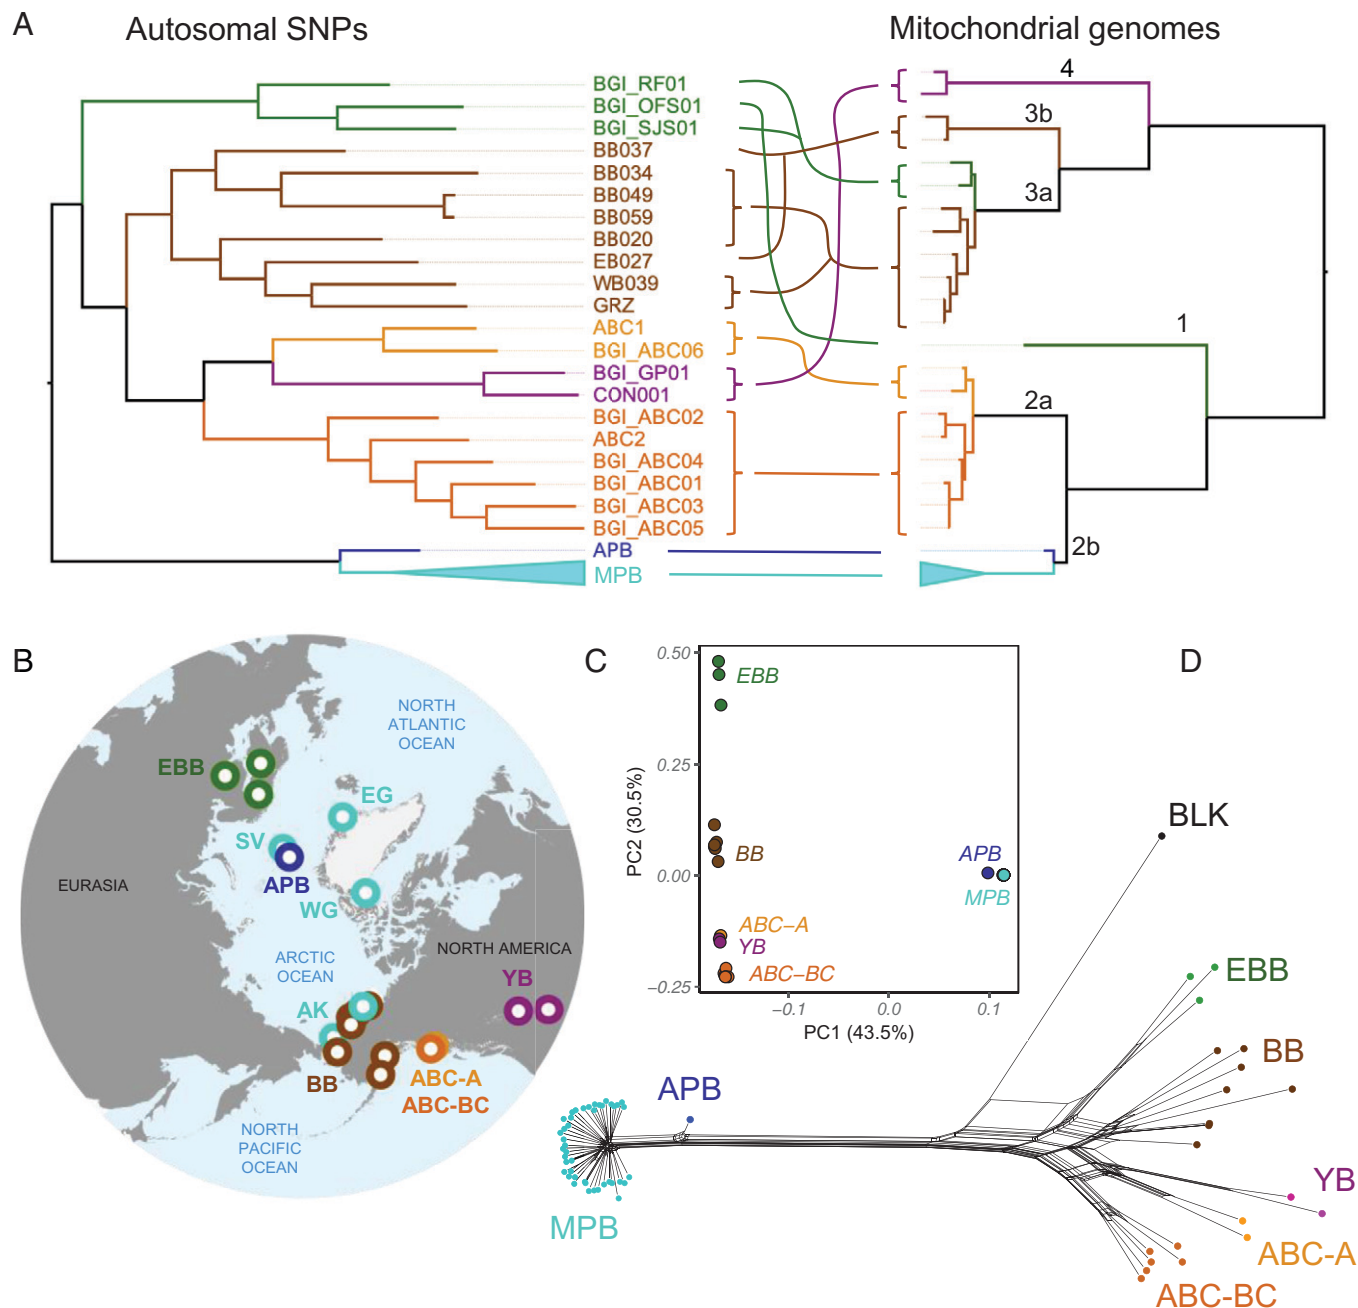 A
Autosomal SNPs
Mitochondrial genomes
BGI_RF01
BGI_OFS01
BGI_SJS01
BB037
BB034
BB049
BB059
BB020
EB027
WB039
GRZ
ABC1
BGI_ABC06
BGI_GP01
CON001
BGI_ABC02
ABC2
BGI_ABC04
BGI_ABC01
BGI_ABC03
BGI_ABC05
APB
MPB
4
3b
3a
1
2a
2b
B
NORTH
ATLANTIC
OCEAN
EBB
EG
SV
APB
EURASIA
WG
NORTH AMERICA
ARCTIC
OCEAN
YB
AK
BB
ABC-A
ABC-BC
NORTH
PACIFIC
OCEAN
C
0.50
0.25
0.00
−0.25
PC2 (30.5%)
EBB
BB
APB
MPB
ABC−A
YB
ABC−BC
−0.1
0.0
0.1
PC1 (43.5%)
D
BLK
EBB
BB
APB
YB
MPB
ABC-A
ABC-BC